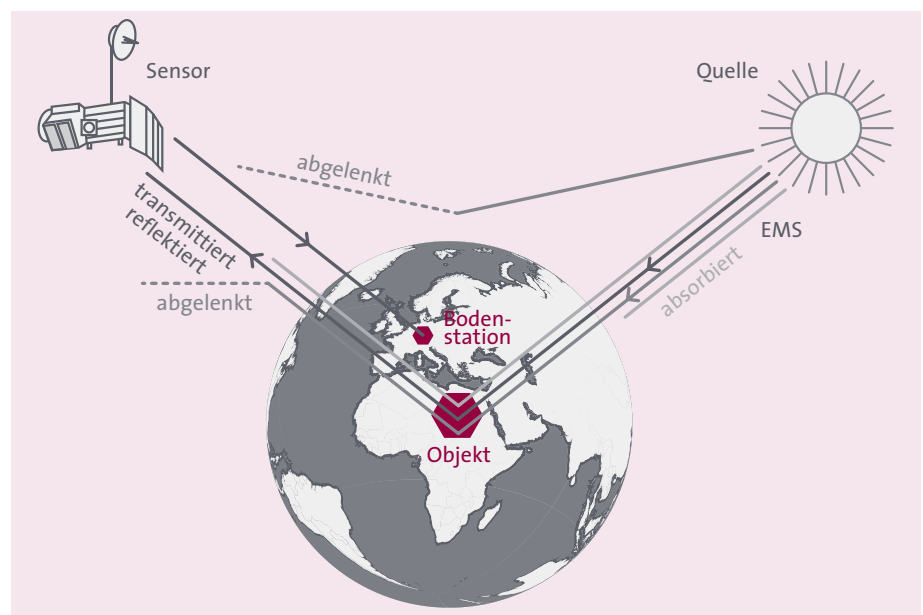 Sensor
Quelle
abgelenkt
transmittiert
reflektiert
EMS
absorbiert
abgelenkt
Boden-
station
Objekt